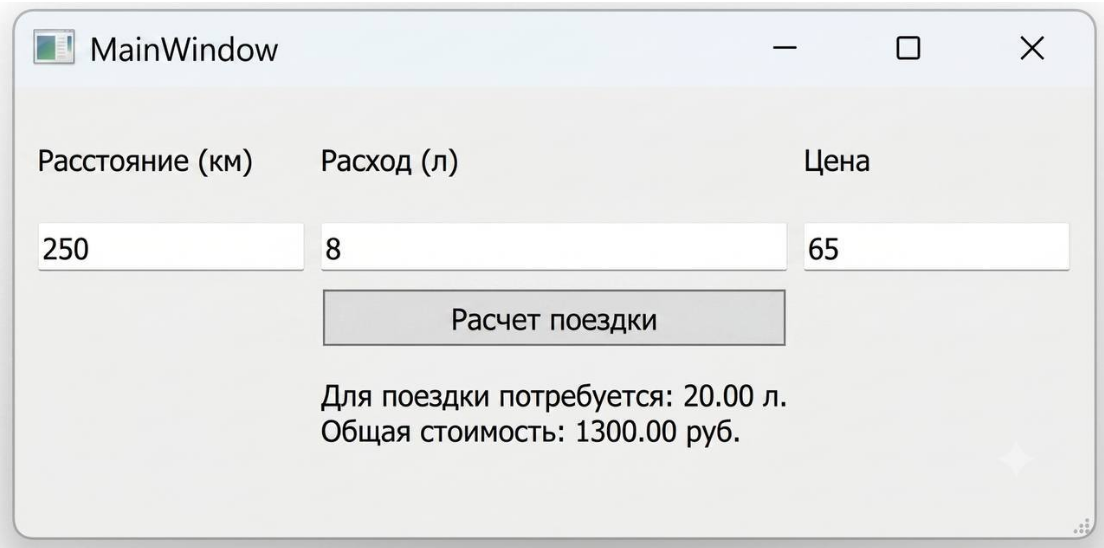 MainWindow
Расстояние (км) Расход (л) Цена
250 8 65
Расчет поездки
Для поездки потребуется: 20.00 л.
Общая стоимость: 1300.00 руб.